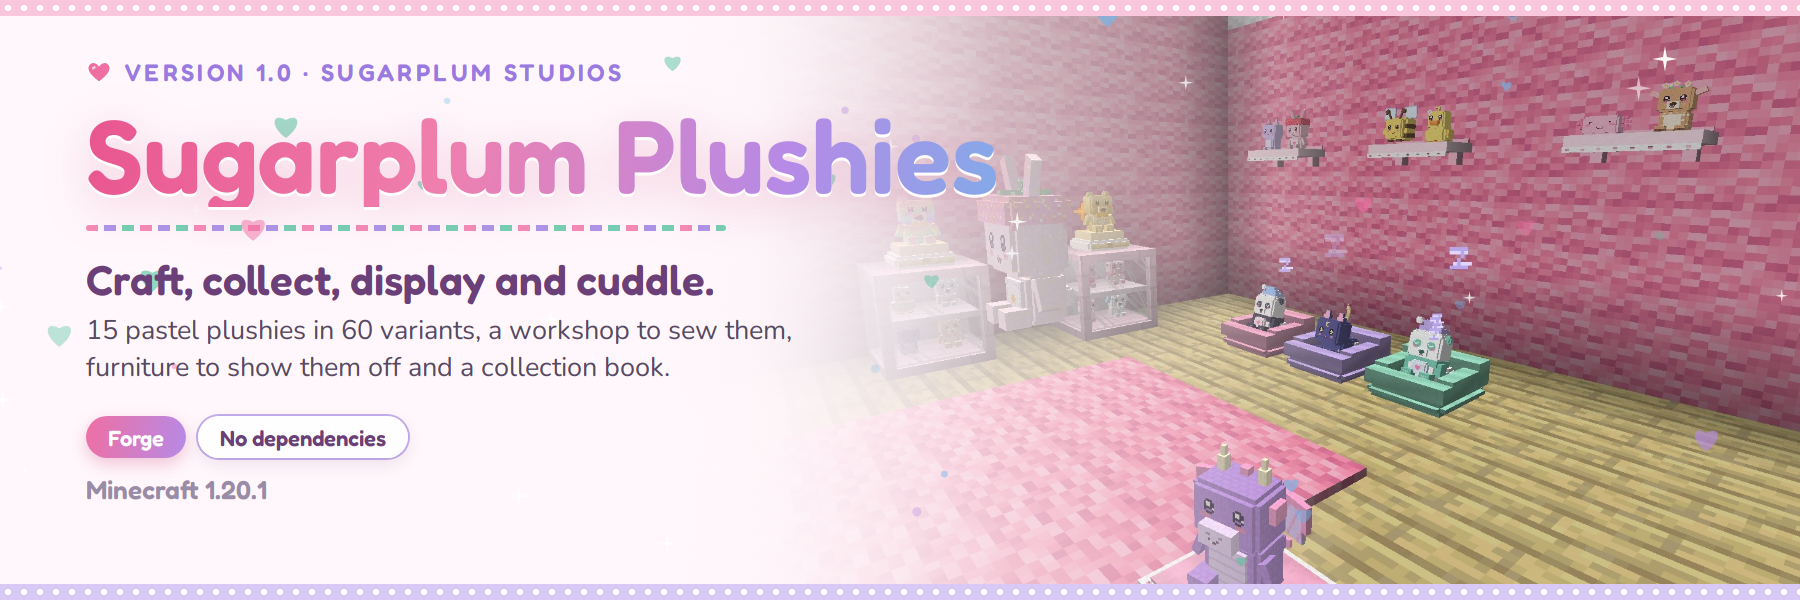 VERSION 1.0 · SUGARPLUM STUDIOS
Sugarplum Plushies
Craft, collect, display and cuddle.
15 pastel plushies in 60 variants, a workshop to sew them,
furniture to show them off and a collection book.
Forge
No dependencies
Minecraft 1.20.1